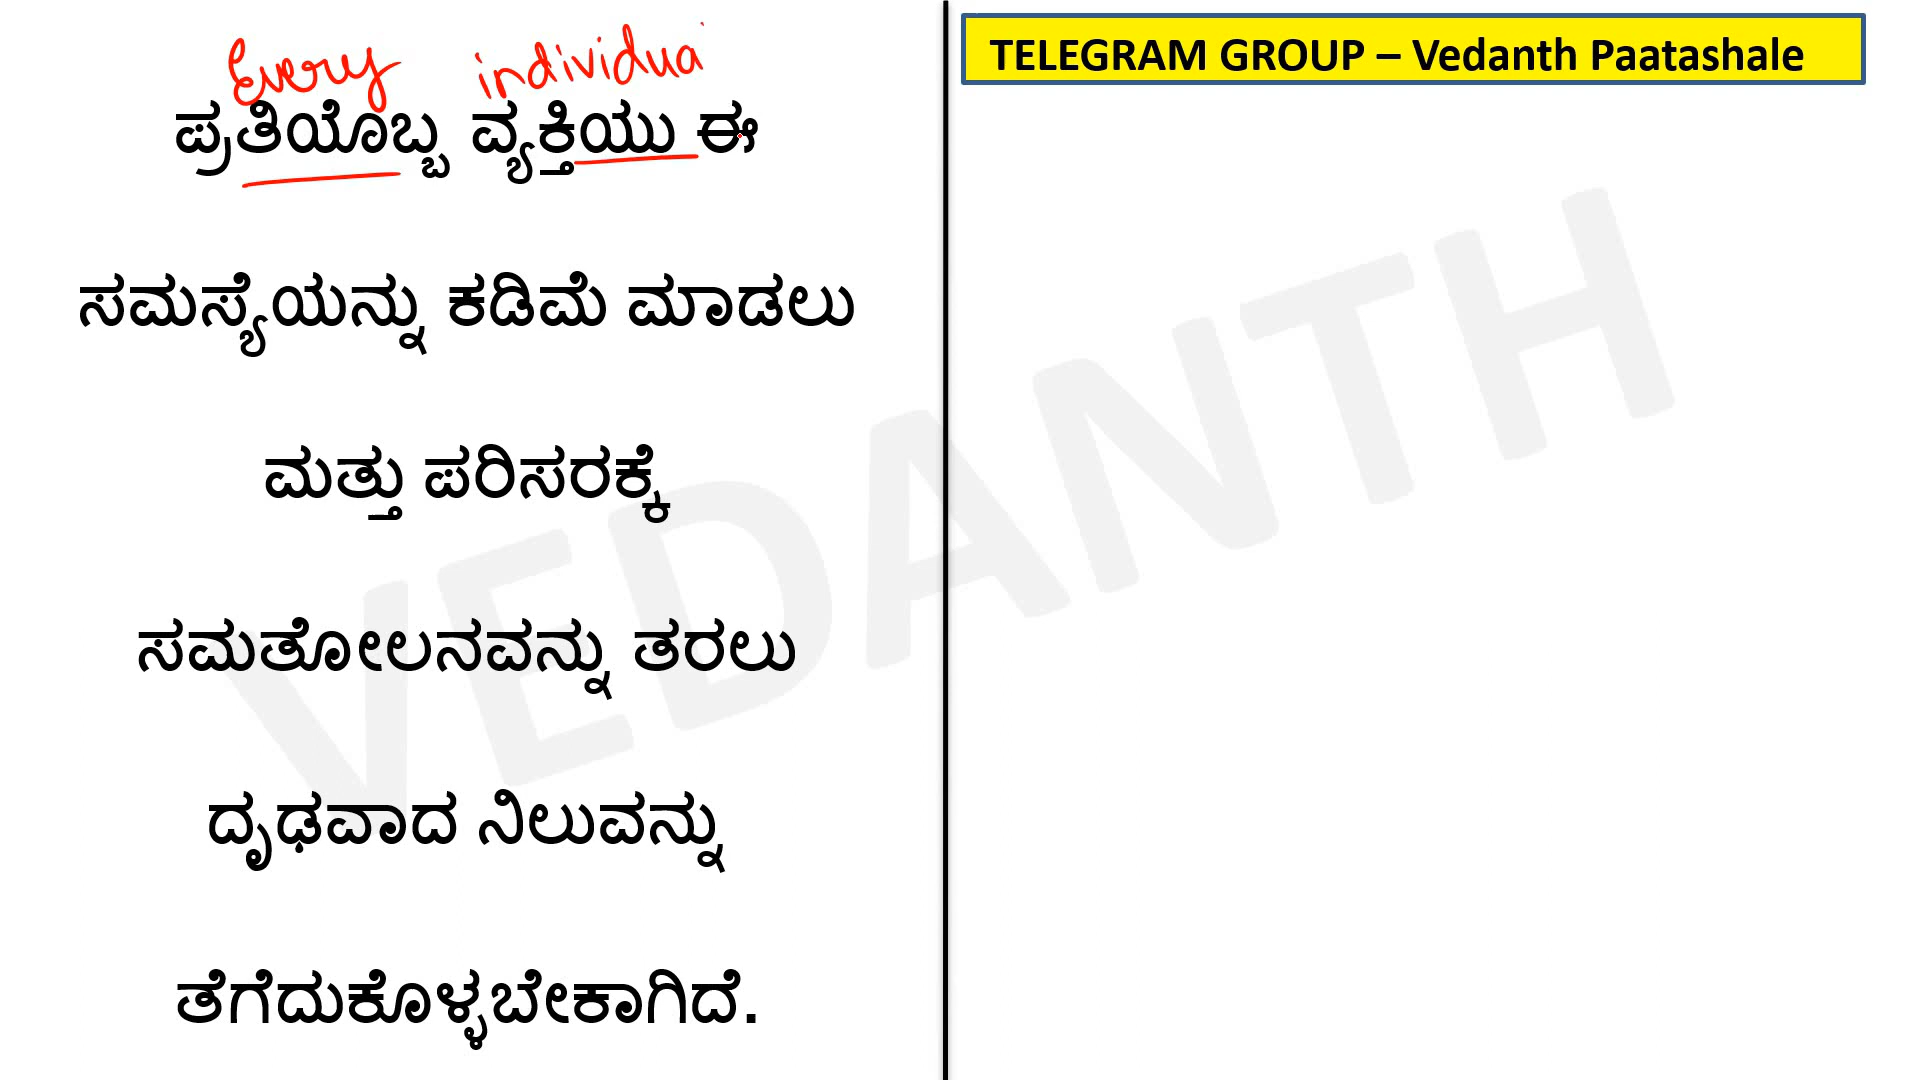 Every individua
ಪ್ರತಿಯೊಬ್ಬ ವ್ಯಕ್ತಿಯು ಈ
ಸಮಸ್ಯೆಯನ್ನು ಕಡಿಮೆ ಮಾಡಲು
ಮತ್ತು ಪರಿಸರಕ್ಕೆ
ಸಮತೋಲನವನ್ನು ತರಲು
ದೃಢವಾದ ನಿಲುವನ್ನು
ತೆಗೆದುಕೊಳ್ಳಬೇಕಾಗಿದೆ.
TELEGRAM GROUP – Vedanth Paatashale
VEDANTH